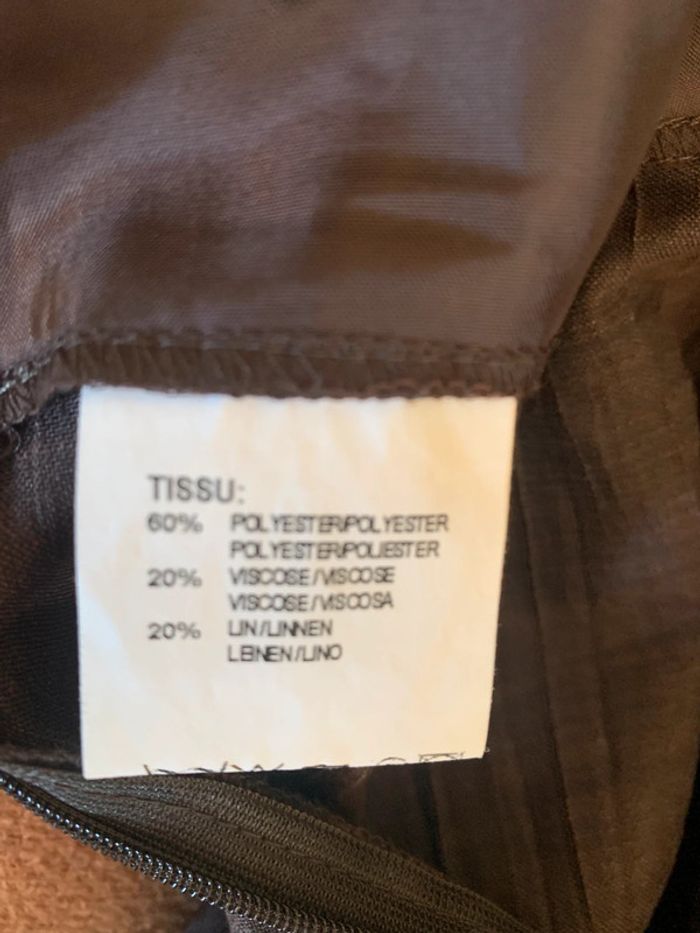 TISSU:
60% POLYESTER/POLYESTER
POLYESTER/POLIESTER
20% VISCOSE/VISCOSE
VISCOSE/VISCOSA
20% LIN/LINNEN
LEINEN/LINO